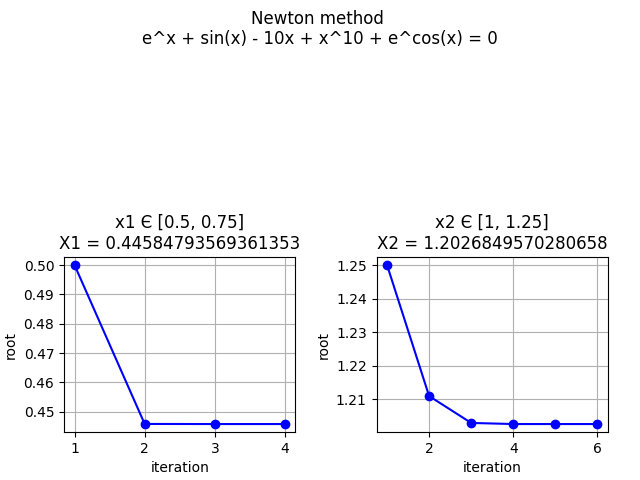 Newton method
e^x + sin(x) - 10x + x^10 + e^cos(x) = 0
x1 Є [0.5, 0.75]
X1 = 0.44584793569361353
0.50
0.49
0.48
0.47
0.46
0.45
root
1 2 3 4
iteration
x2 Є [1, 1.25]
X2 = 1.2026849570280658
1.25
1.24
1.23
1.22
1.21
root
2 4 6
iteration